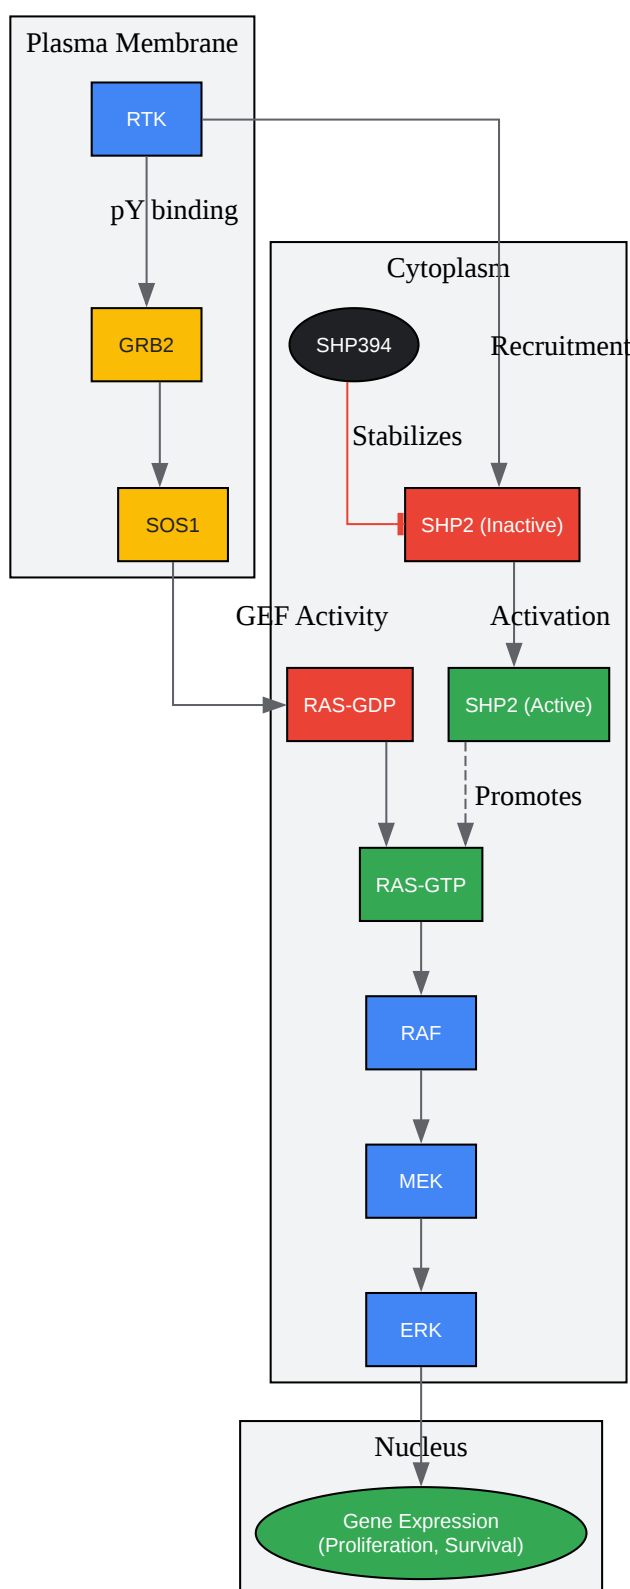 Plasma Membrane
RTK
pY binding
Cytoplasm
GRB2
SHP394
Recruitment
Stabilizes
SOS1
SHP2 (Inactive)
GEF Activity
Activation
RAS-GDP
SHP2 (Active)
Promotes
RAS-GTP
RAF
MEK
ERK
Nucleus
Gene Expression
(Proliferation, Survival)